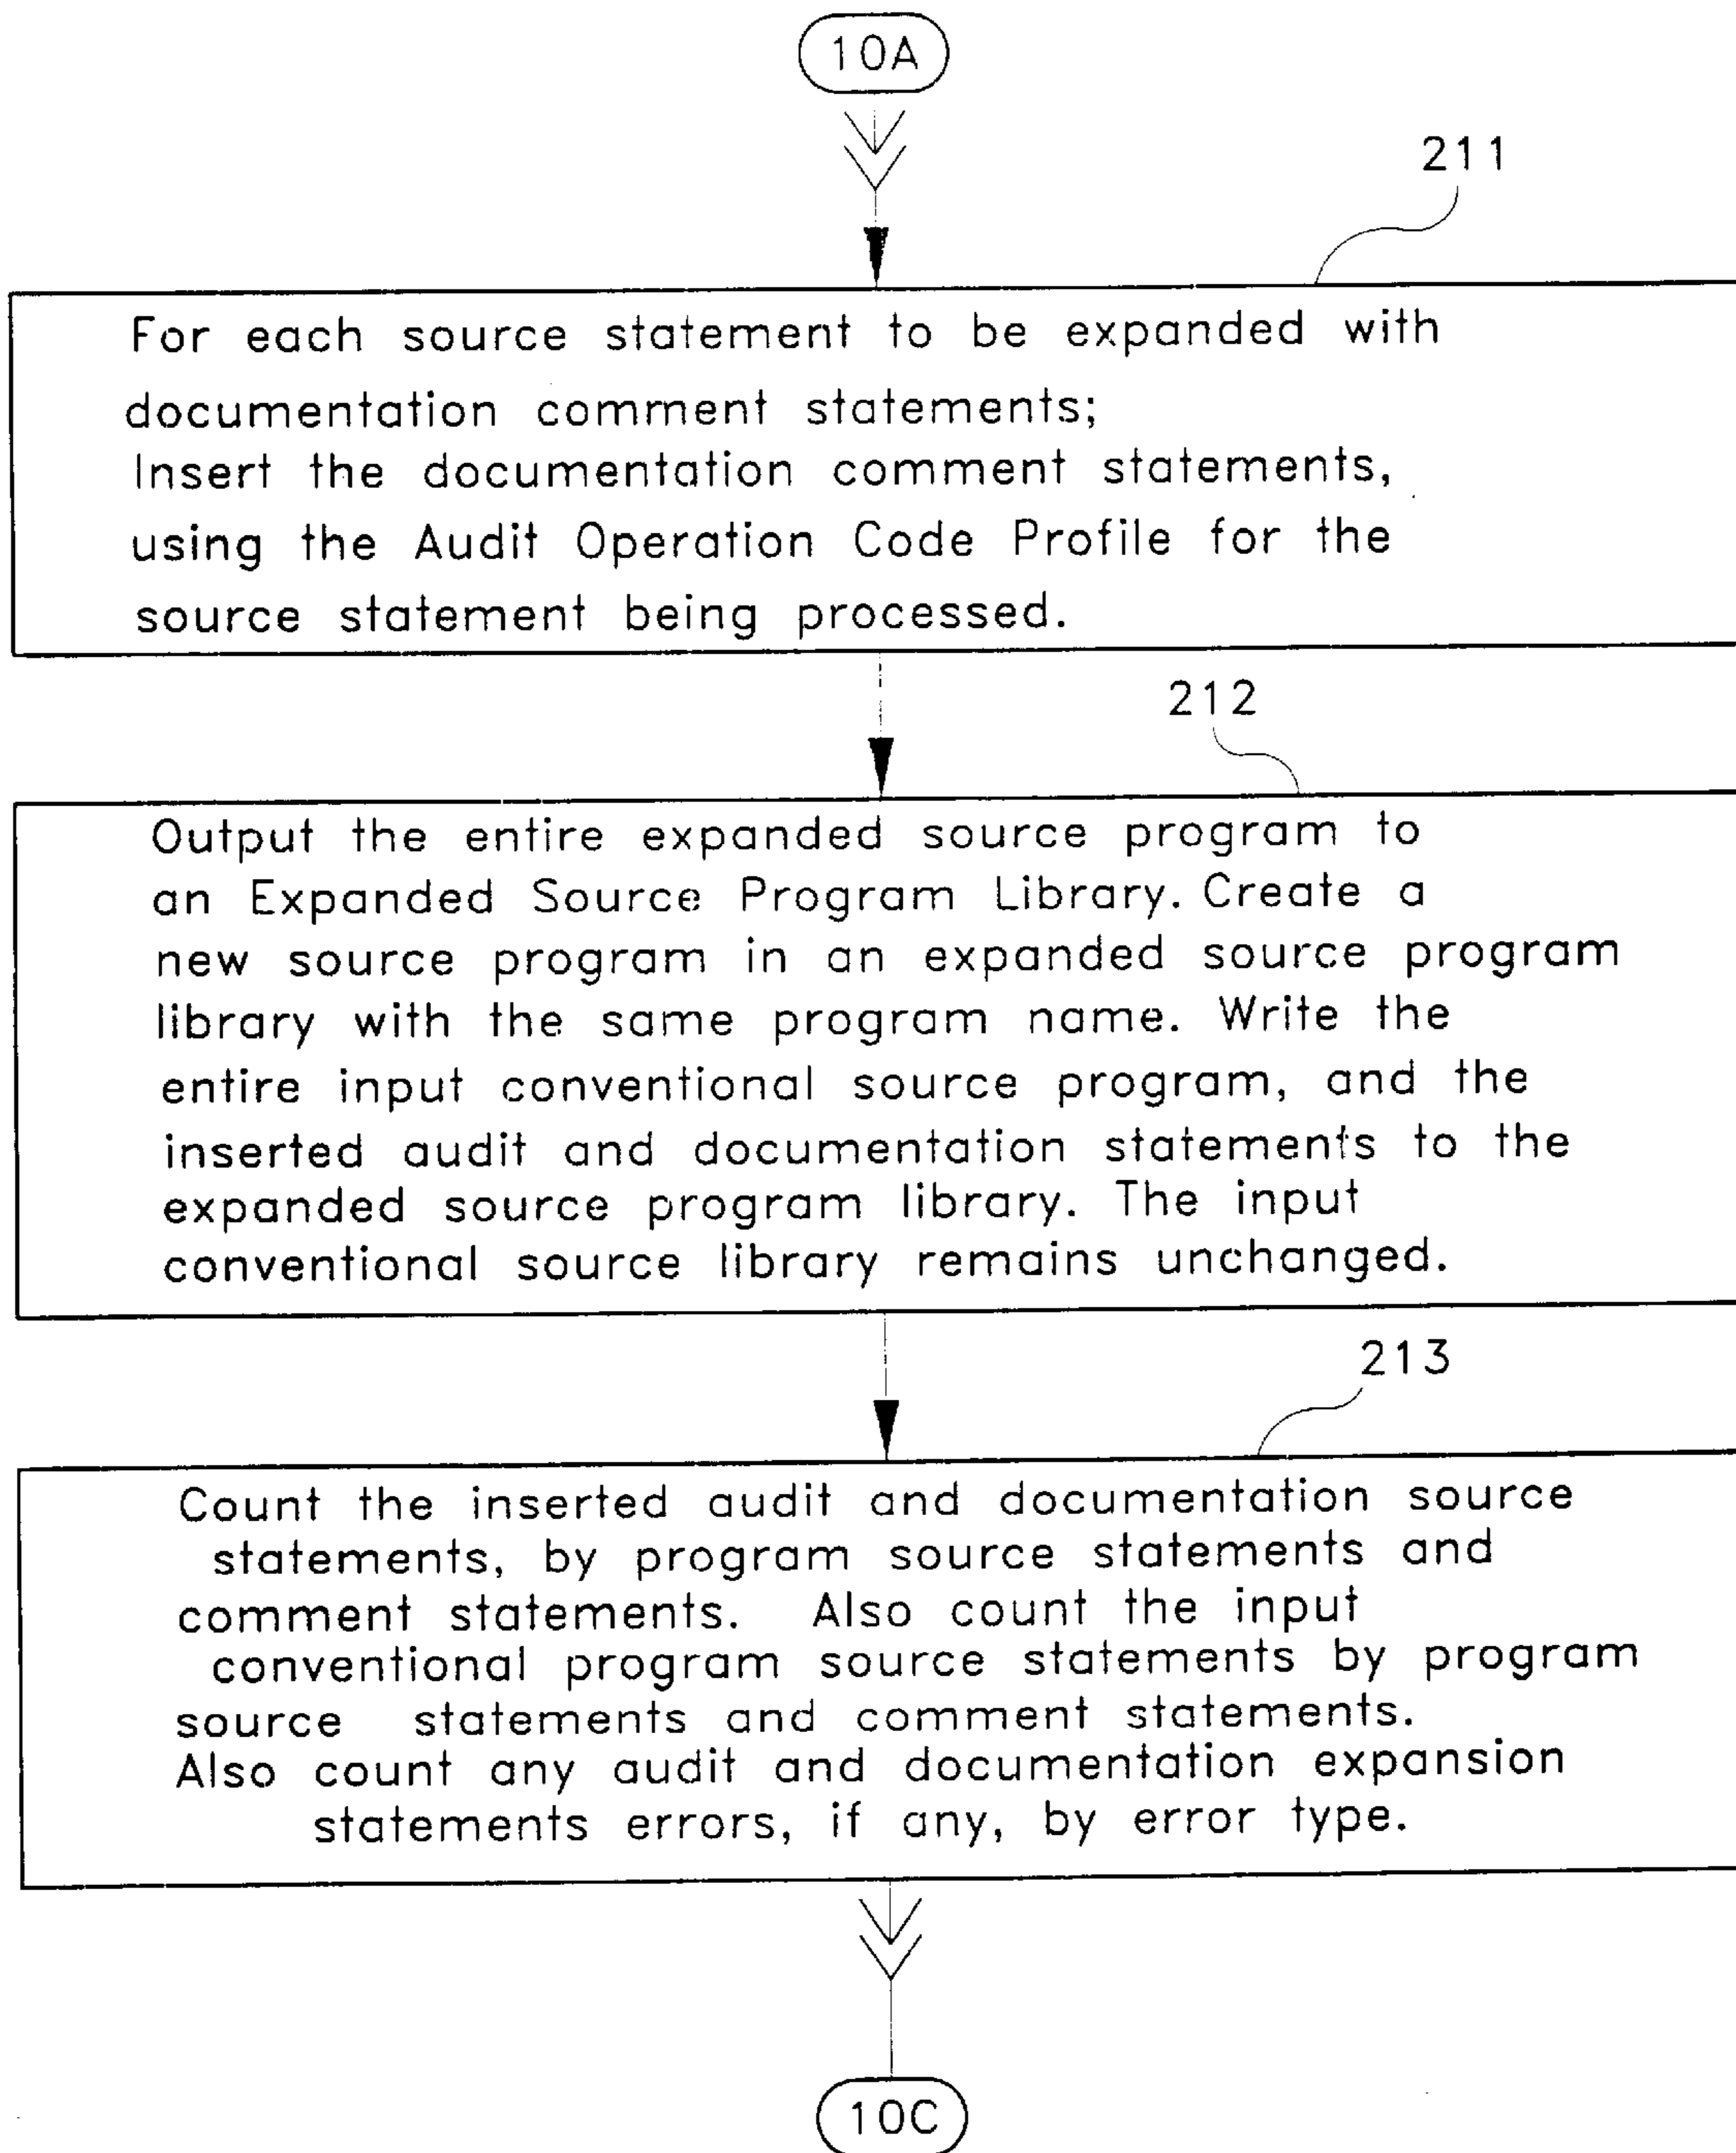 10A
211
For each source statement to be expanded with
documentation comment statements;
Insert the documentation comment statements,
using the Audit Operation Code Profile for the
source statement being processed.
212
Output the entire expanded source program to
an Expanded Source Program Library. Create a
new source program in an expanded source program
library with the same program name. Write the
entire input conventional source program, and the
inserted audit and documentation statements to the
expanded source program library. The input
conventional source library remains unchanged.
213
Count the inserted audit and documentation source
statements, by program source statements and
comment statements. Also count the input
conventional program source statements by program
source statements and comment statements.
Also count any audit and documentation expansion
statements errors, if any, by error type.
10C